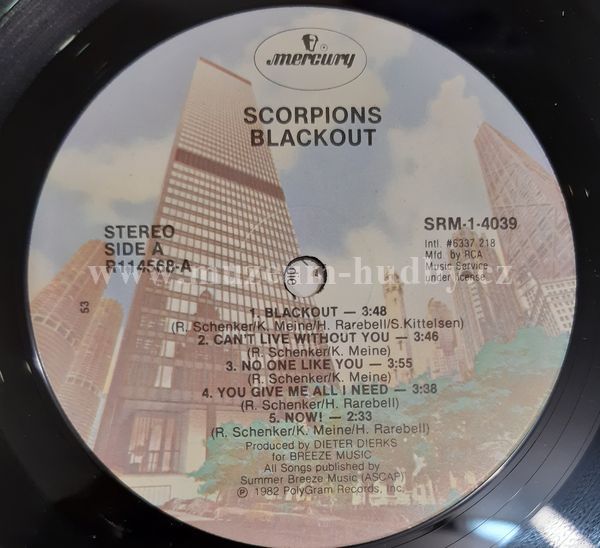 mercury
SCORPIONS
BLACKOUT
STEREO
SIDE A
R114568-A
53
SRM-1-4039
Intl. #6337 218
Mfd. by RCA
Music Service
under license.
www.muzeum-hudby.cz
1. BLACKOUT — 3:48
(R. Schenker/K. Meine/H. Rarebell/S.Kittelsen)
2. CAN'T LIVE WITHOUT YOU — 3:46
(R. Schenker/K. Meine)
3. NO ONE LIKE YOU — 3:55
(R. Schenker/K. Meine)
4. YOU GIVE ME ALL I NEED — 3:38
(R. Schenker/H. Rarebell)
5. NOW! — 2:33
(R. Schenker/K. Meine/H. Rarebell)
Produced by DIETER DIERKS
for BREEZE MUSIC
All Songs published by
Summer Breeze Music (ASCAP)
℗ 1982 PolyGram Records, Inc.